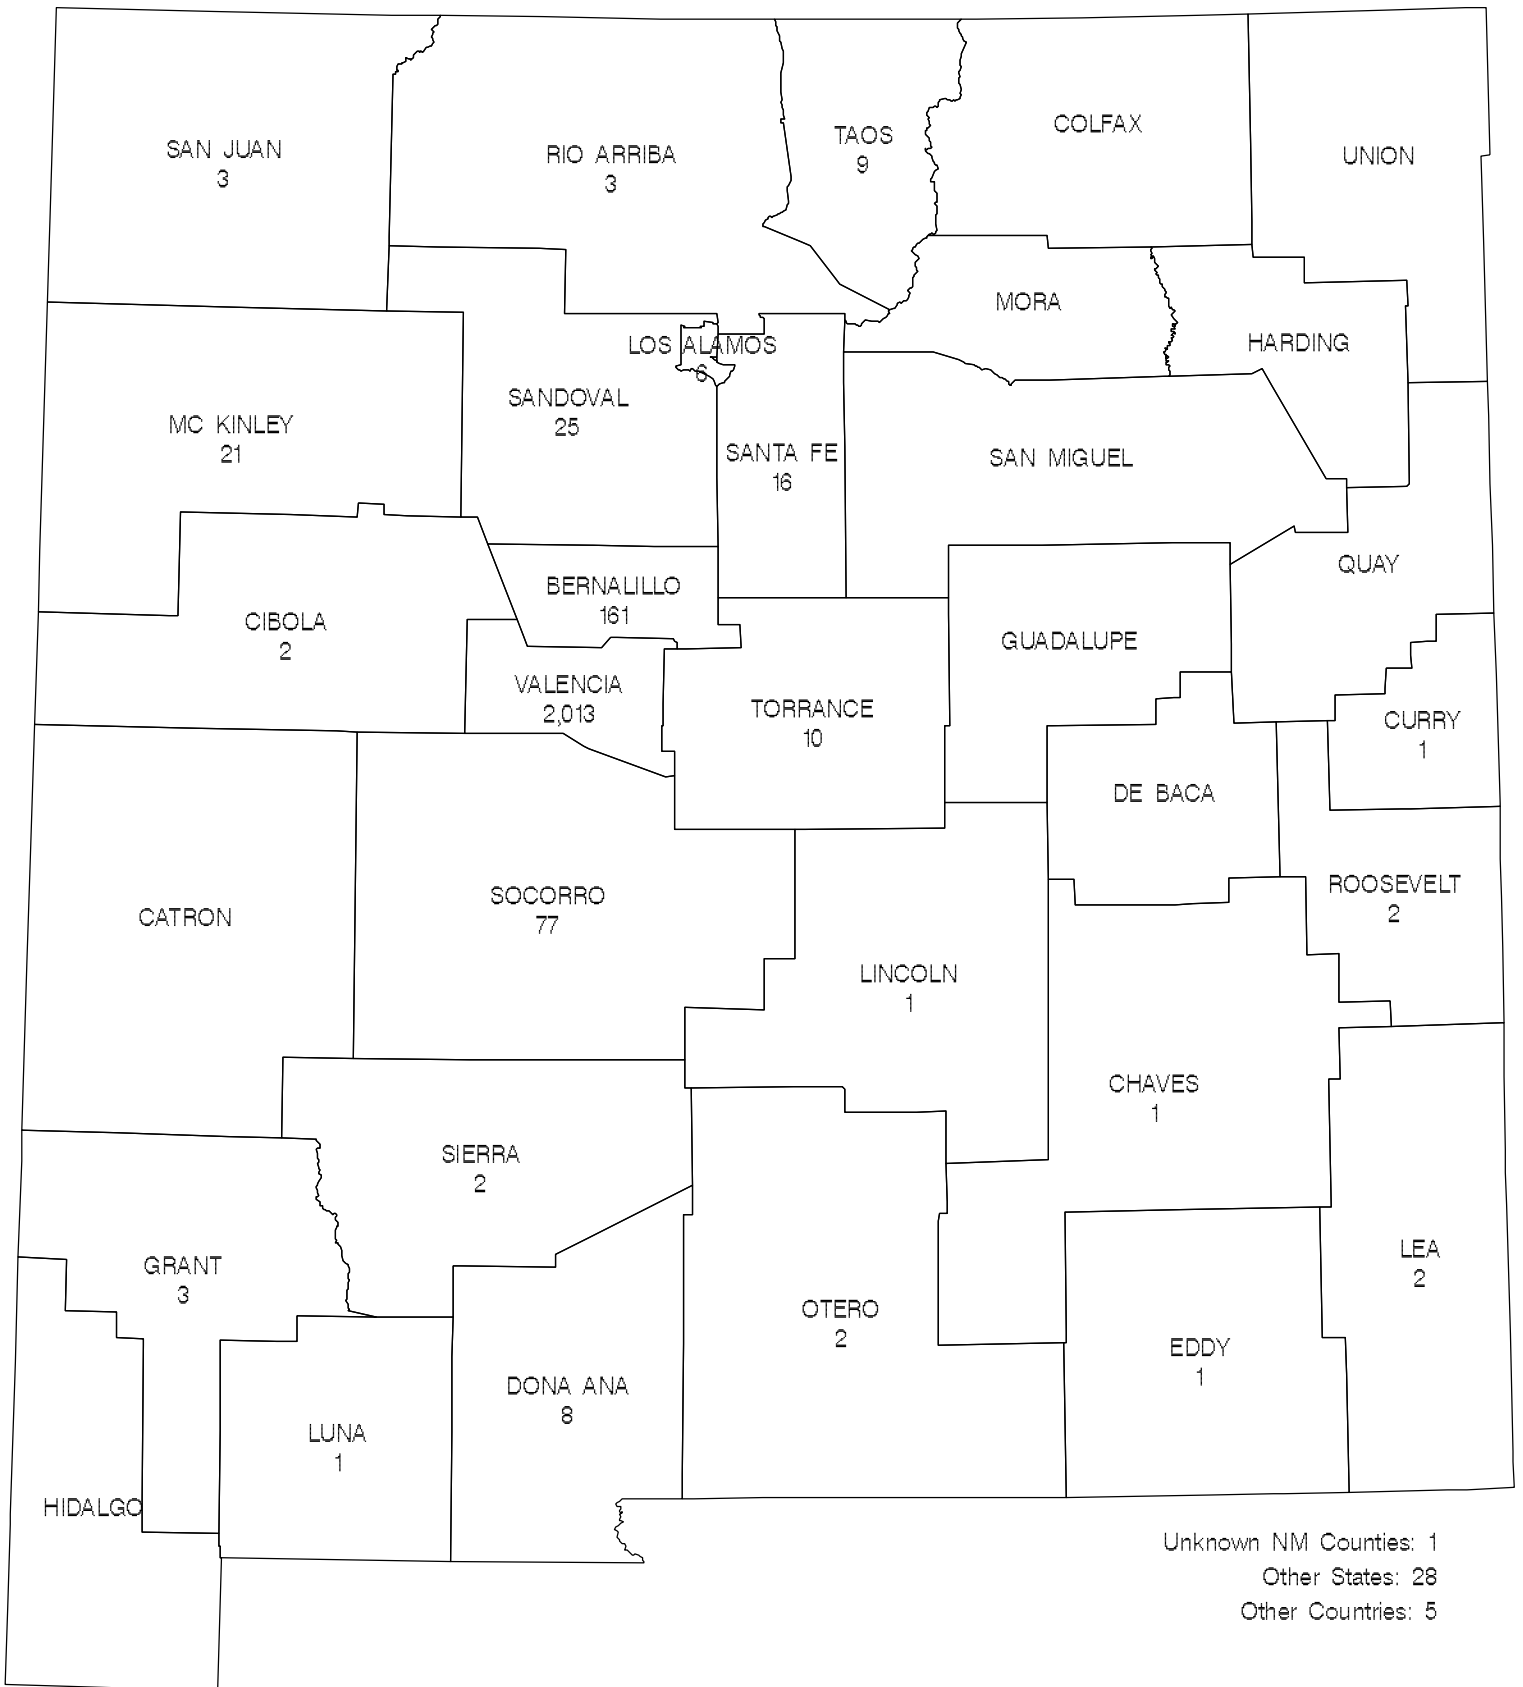 SAN JUAN
3
RIO ARRIBA
3
TAOS
9
COLFAX
UNION
MORA
HARDING
LOS ALAMOS
6
SANDOVAL
25
MC KINLEY
21
SANTA FE
16
SAN MIGUEL
QUAY
BERNALILLO
161
CIBOLA
2
GUADALUPE
VALENCIA
2,013
TORRANCE
10
CURRY
1
DE BACA
ROOSEVELT
2
SOCORRO
77
CATRON
LINCOLN
1
CHAVES
1
SIERRA
2
GRANT
3
LEA
2
OTERO
2
EDDY
1
DONA ANA
8
LUNA
1
HIDALGO
Unknown NM Counties: 1
Other States: 28
Other Countries: 5